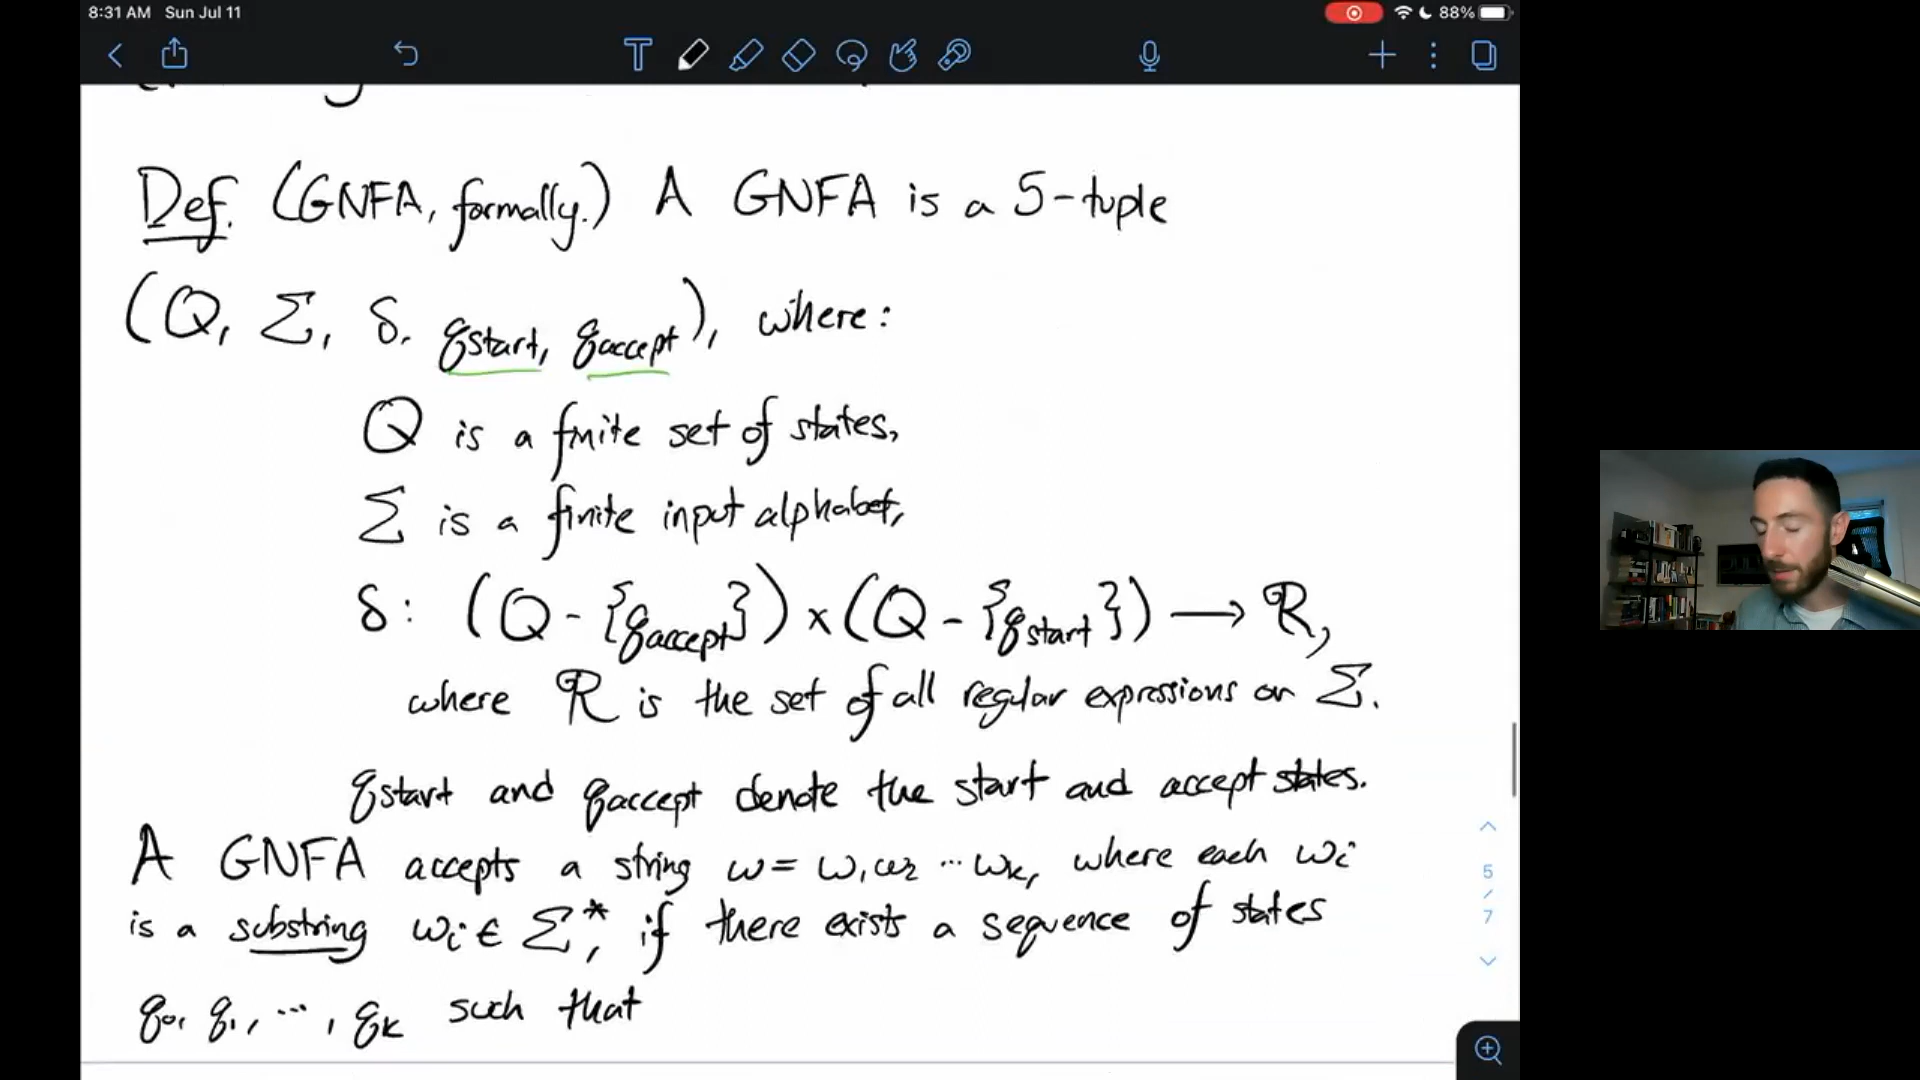 8:31 AM Sun Jul 11
88%
Def. (GNFA, formally.) A GNFA is a 5-tuple
(Q, Σ, δ, qstart, qaccept), where:
Q is a finite set of states,
Σ is a finite input alphabet,
δ: (Q - {qaccept}) × (Q - {qstart}) → R,
where R is the set of all regular expressions on Σ.
qstart and qaccept denote the start and accept states.
A GNFA accepts a string w = w1w2 ... wk, where each wi
is a substring wi ∈ Σ*, if there exists a sequence of states
q0, q1, ..., qk such that
5
/
7